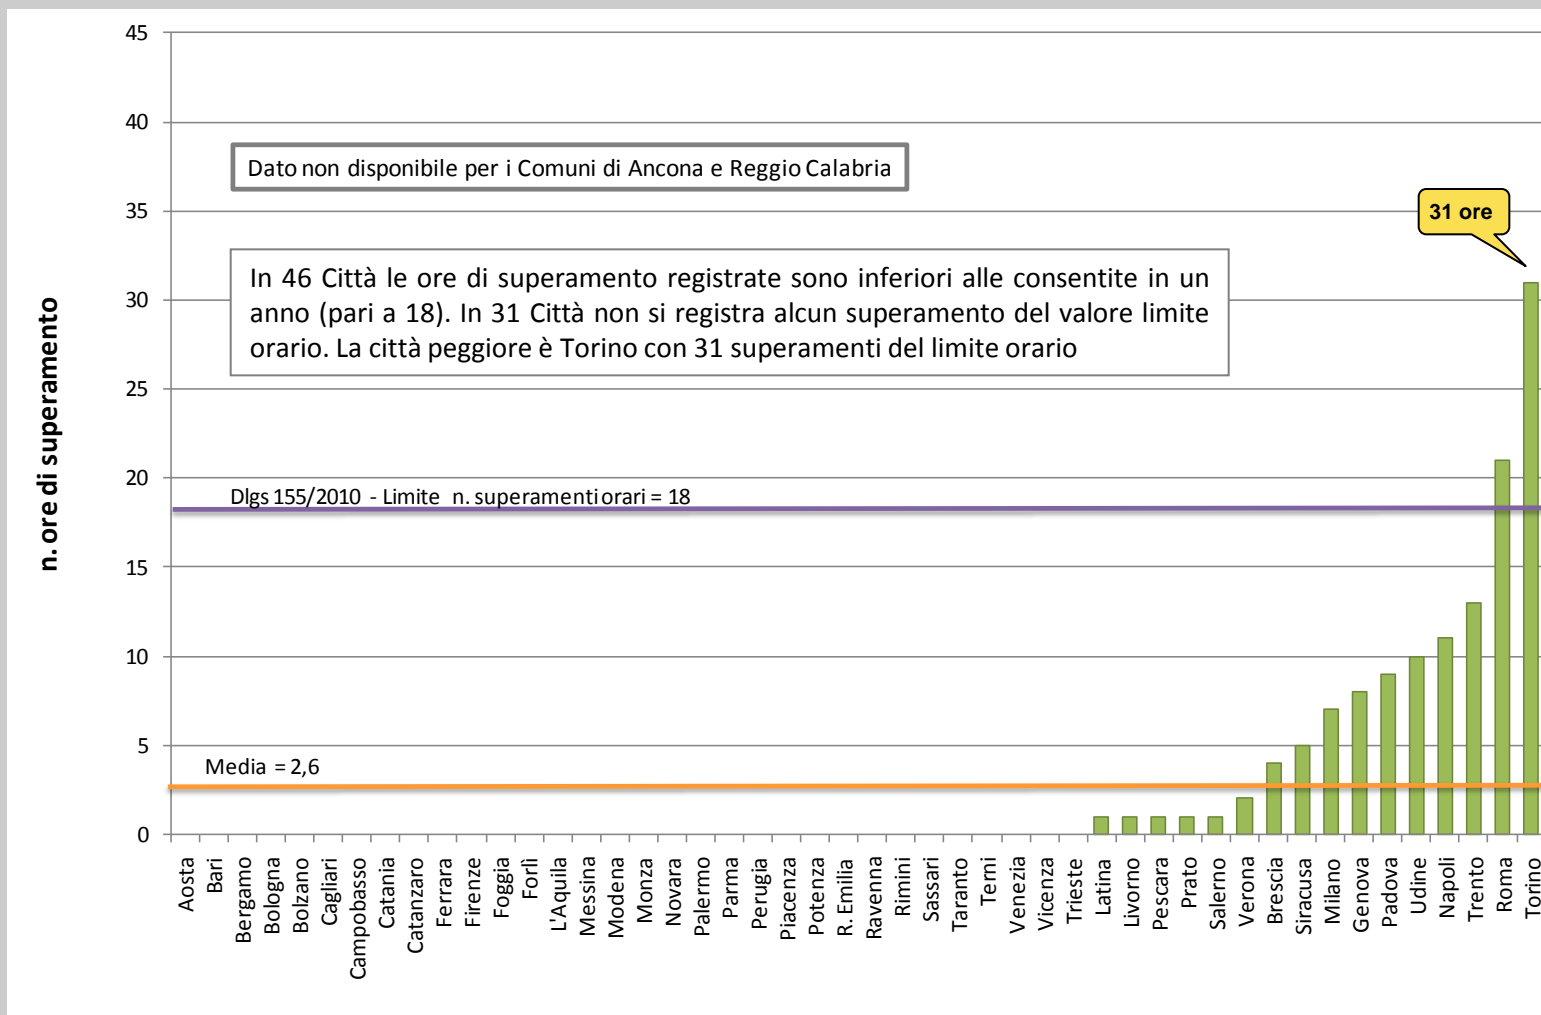 45
40
Dato non disponibile per i Comuni di Ancona e Reggio Calabria
35
31 ore
In 46 Città le ore di superamento registrate sono inferiori alle consentite in un
anno (pari a 18). In 31 Città non si registra alcun superamento del valore limite
orario. La città peggiore è Torino con 31 superamenti del limite orario
30
25
20
Dlgs 155/2010 - Limite n. superamenti orari = 18
15
10
5
Media = 2,6
0
n. ore di superamento
Aosta
Bari
Bergamo
Bologna
Bolzano
Cagliari
Campobasso
Catania
Catanzaro
Ferrara
Firenze
Foggia
Forlì
L'Aquila
Messina
Modena
Monza
Novara
Palermo
Parma
Perugia
Piacenza
Potenza
R. Emilia
Ravenna
Rimini
Sassari
Taranto
Terni
Venezia
Vicenza
Trieste
Latina
Livorno
Pescara
Prato
Salerno
Verona
Brescia
Siracusa
Milano
Genova
Padova
Udine
Napoli
Trento
Roma
Torino